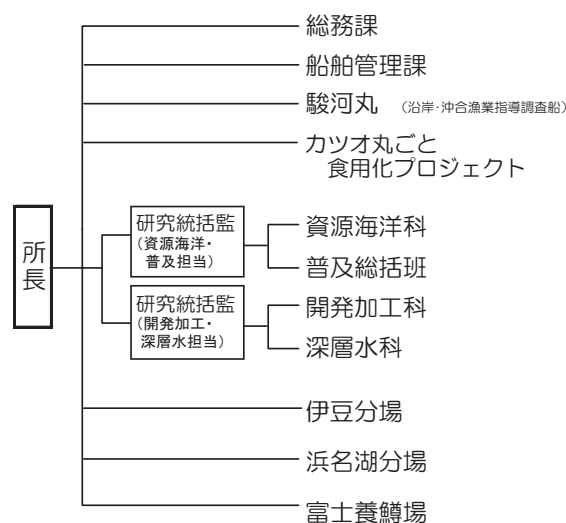 総務課
船舶管理課
駿河丸 （沿岸・沖合漁業指導調査船）
カツオ丸ごと
食用化プロジェクト
所長
研究統括監
（資源海洋・
普及担当）
資源海洋科
普及総括班
研究統括監
（開発加工・
深層水担当）
開発加工科
深層水科
伊豆分場
浜名湖分場
富士養鱒場